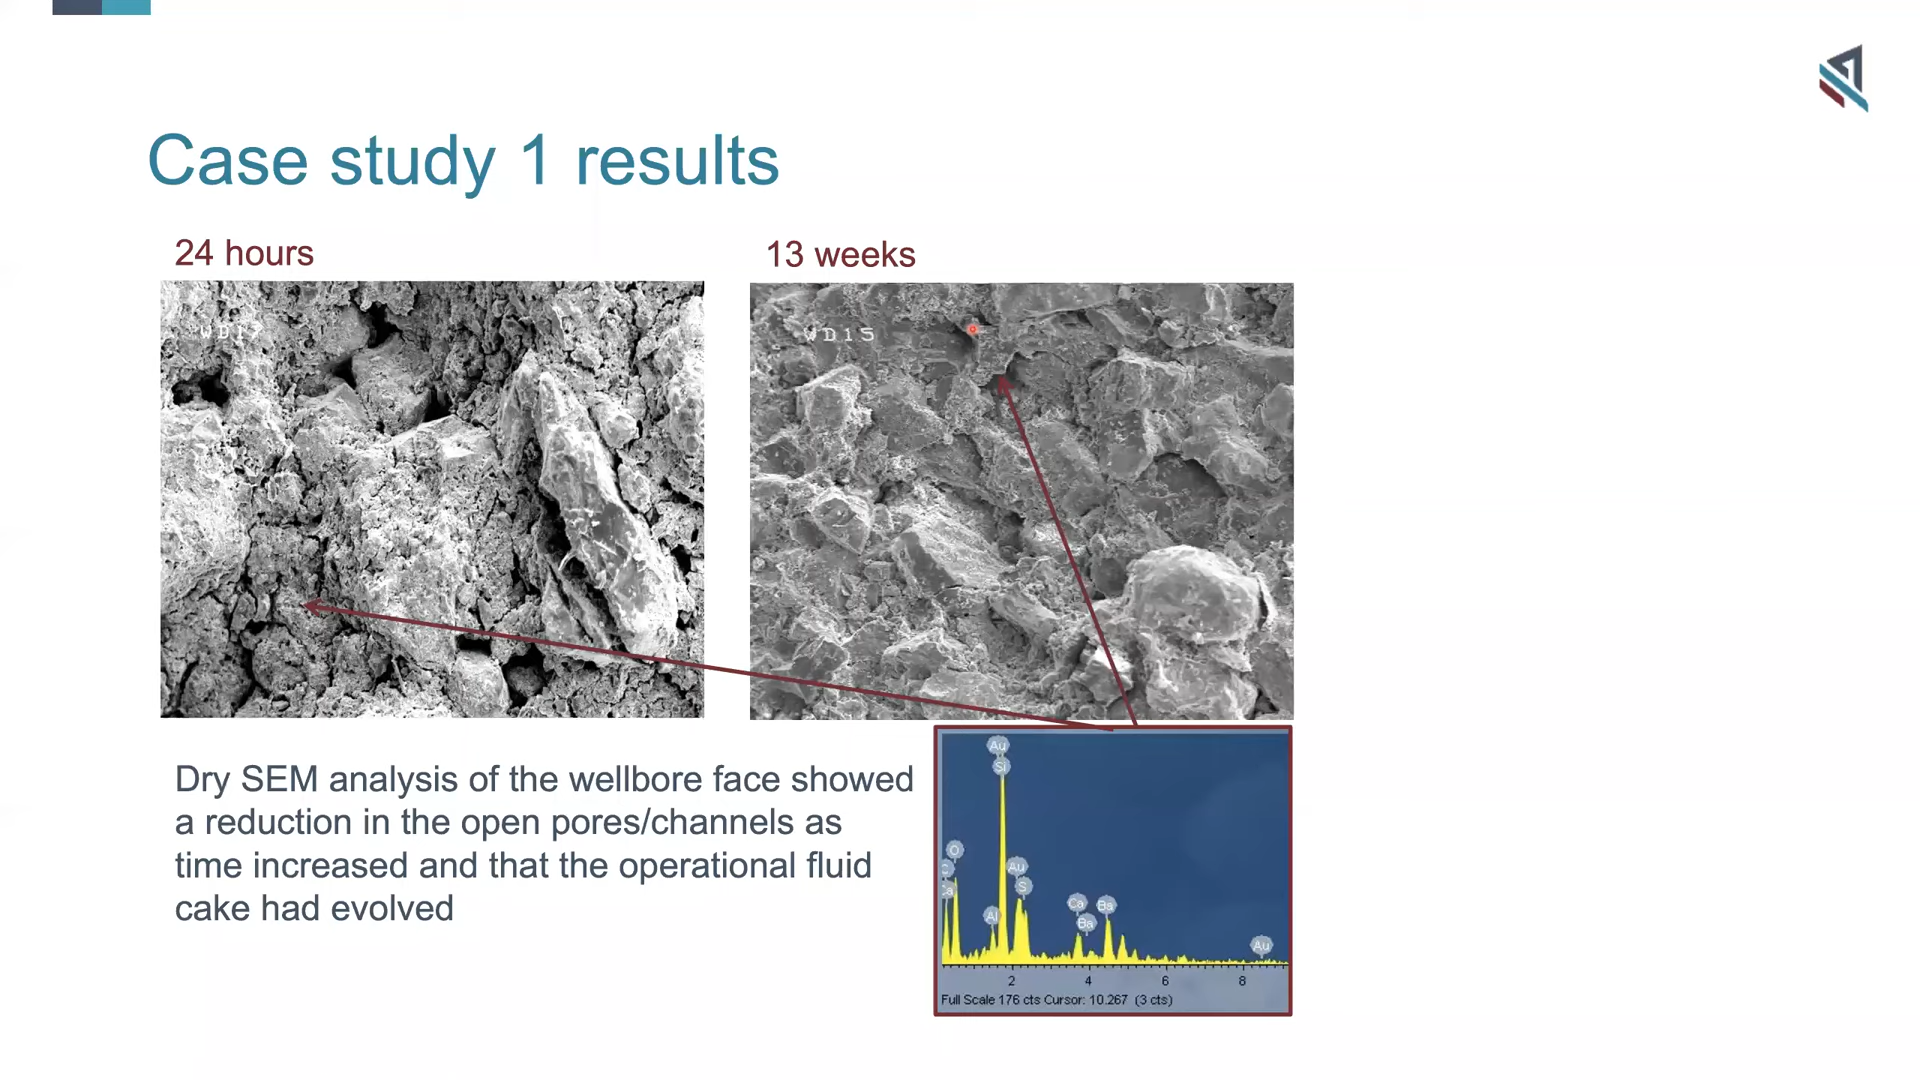 Case study 1 results
24 hours
13 weeks
WD15
Dry SEM analysis of the wellbore face showed
a reduction in the open pores/channels as
time increased and that the operational fluid
cake had evolved
Au
Si
O
Au
C
Ca
S
Al
Ca
Ba
Ba
Au
2 4 6 8
Full Scale 176 cts Cursor: 10.267 (3 cts)